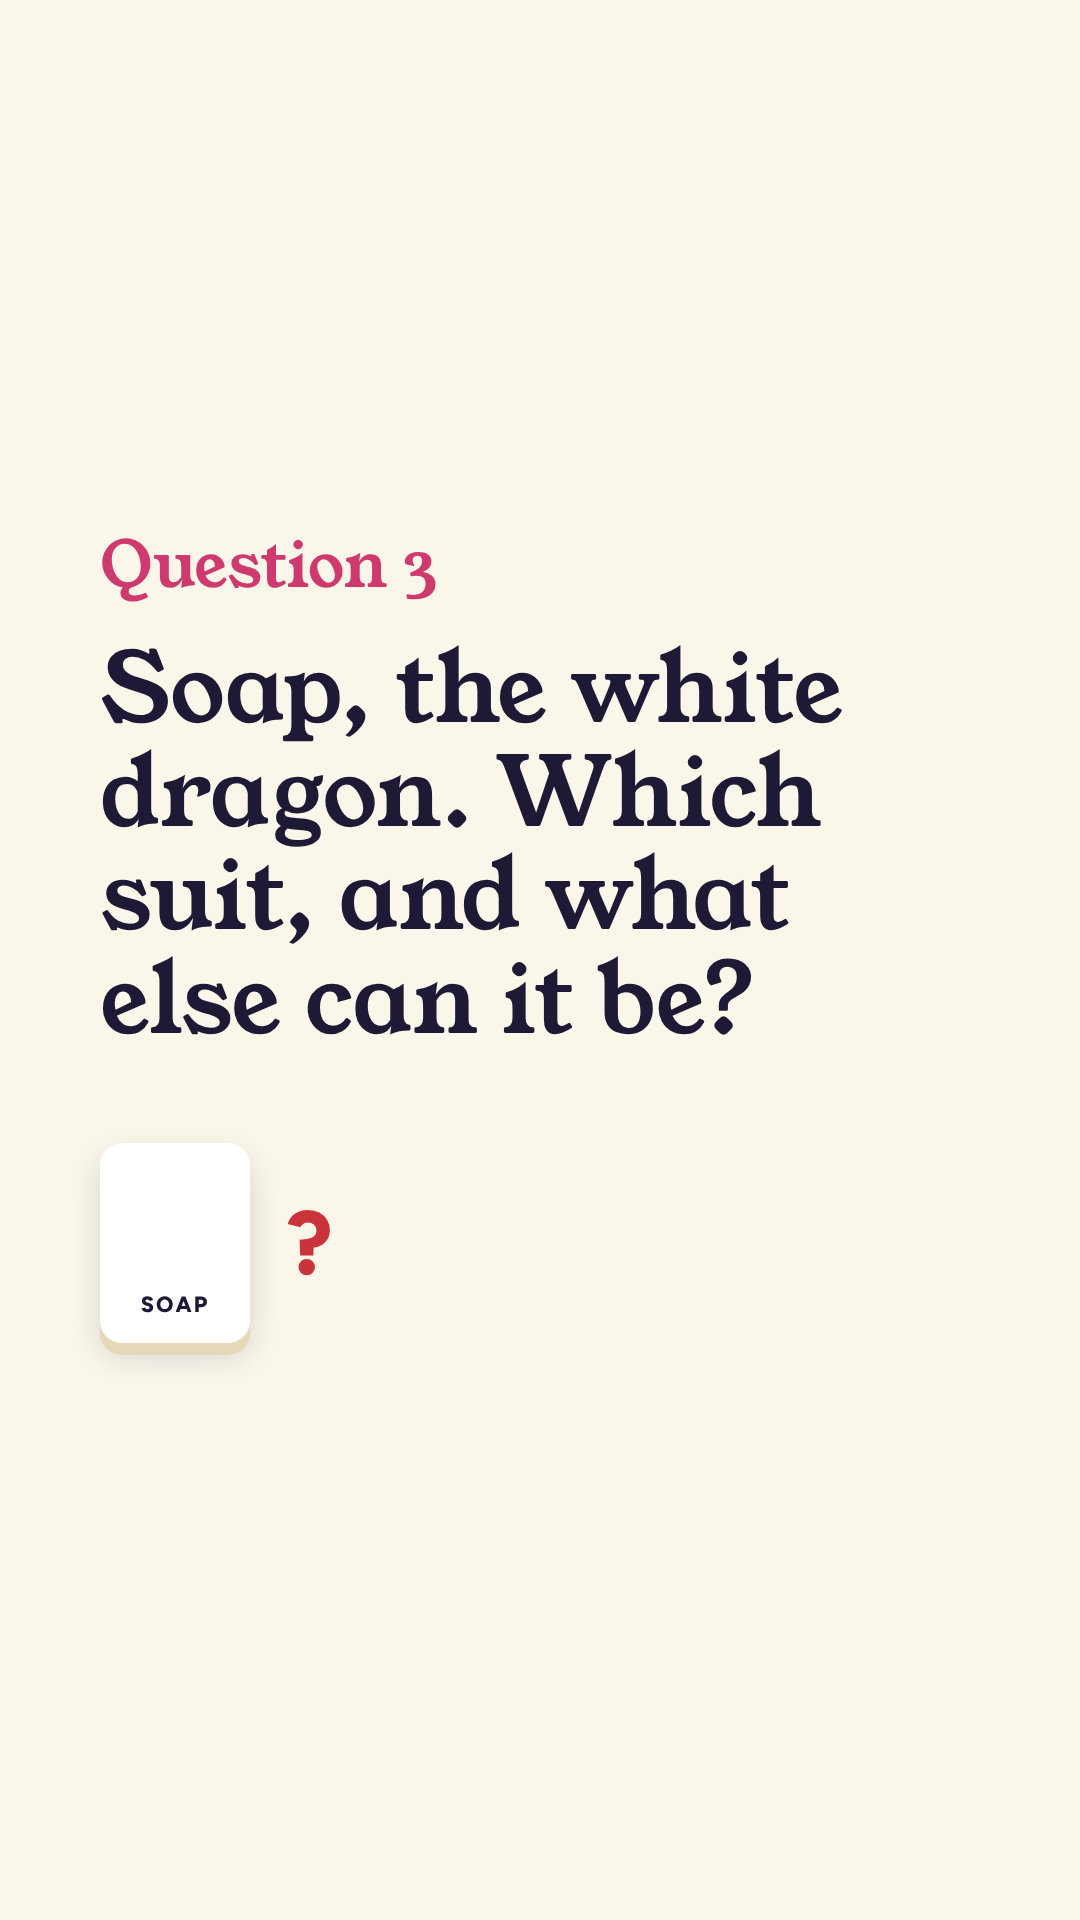 Question 3
Soap, the white
dragon. Which
suit, and what
else can it be?
SOAP
?